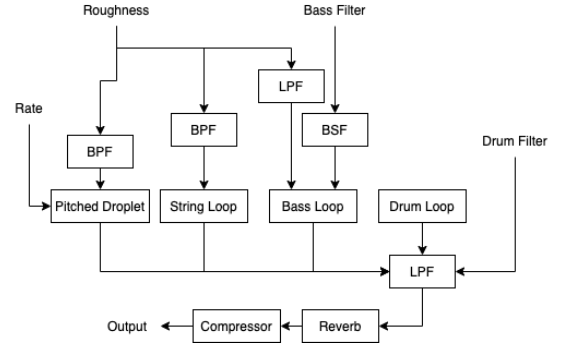 Roughness
Bass Filter
LPF
Rate
BPF
BSF
BPF
Drum Filter
Pitched Droplet
String Loop
Bass Loop
Drum Loop
LPF
Output
Compressor
Reverb